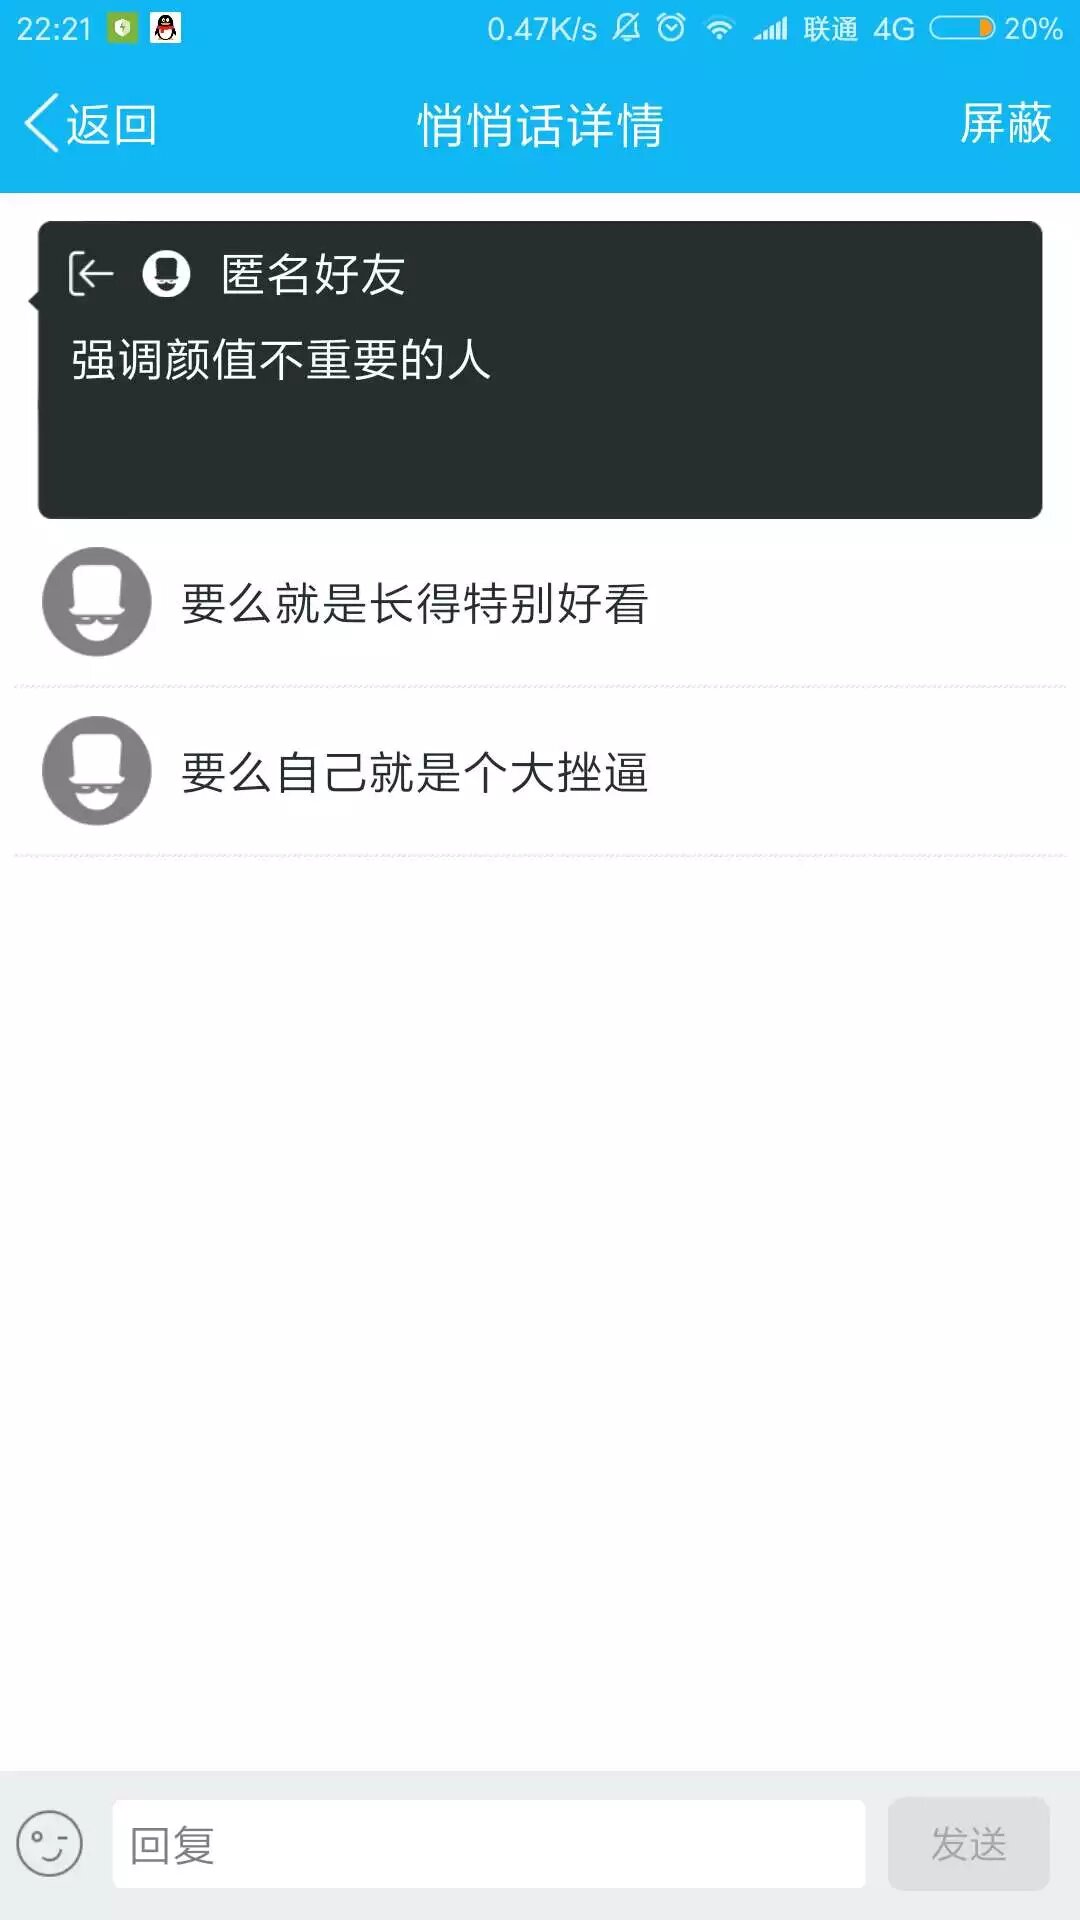 22:21 0.47K/s 联通 4G 20%
返回 悄悄话详情 屏蔽
匿名好友
强调颜值不重要的人
要么就是长得特别好看
要么自己就是个大挫逼
回复 发送